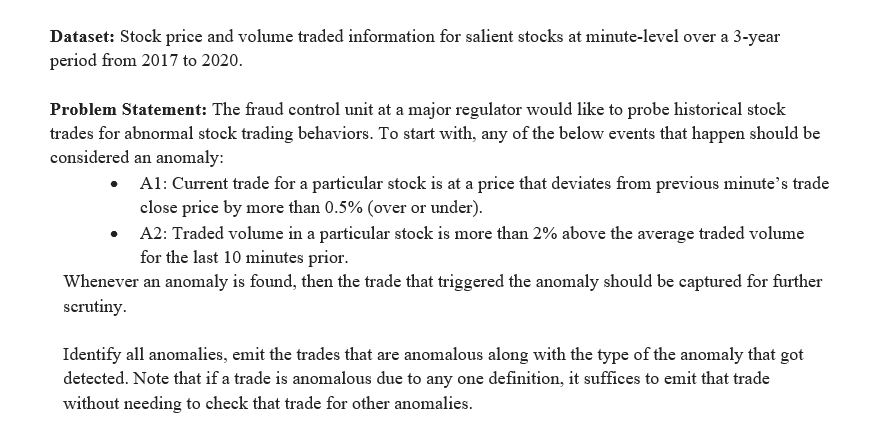 Dataset: Stock price and volume traded information for salient stocks at minute-level over a 3-year
period from 2017 to 2020.
Problem Statement: The fraud control unit at a major regulator would like to probe historical stock
trades for abnormal stock trading behaviors. To start with, any of the below events that happen should be
considered an anomaly:
• A1: Current trade for a particular stock is at a price that deviates from previous minute’s trade
close price by more than 0.5% (over or under).
• A2: Traded volume in a particular stock is more than 2% above the average traded volume
for the last 10 minutes prior.
Whenever an anomaly is found, then the trade that triggered the anomaly should be captured for further
scrutiny.
Identify all anomalies, emit the trades that are anomalous along with the type of the anomaly that got
detected. Note that if a trade is anomalous due to any one definition, it suffices to emit that trade
without needing to check that trade for other anomalies.